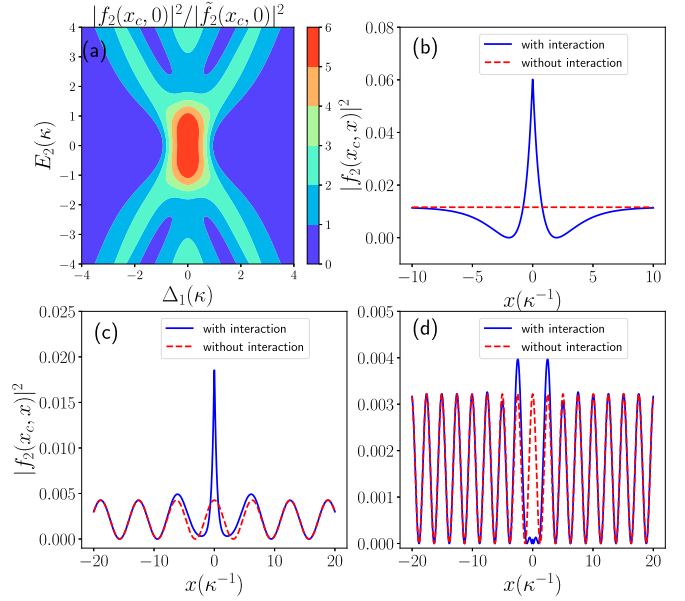 |f₂(x_c, 0)|²/|f̃₂(x_c, 0)|²
(a)
4
3
2
1
0
−1
−2
−3
−4
E₂(κ)
−4
−2
0
2
4
Δ₁(κ)
6
5
4
3
2
1
0
(b)
with interaction
without interaction
0.08
0.06
0.04
0.02
0.00
|f₂(x_c, x)|²
−10
−5
0
5
10
x(κ⁻¹)
(c)
with interaction
without interaction
0.025
0.020
0.015
0.010
0.005
0.000
|f₂(x_c, x)|²
−20
−10
0
10
20
x(κ⁻¹)
(d)
with interaction
without interaction
0.005
0.004
0.003
0.002
0.001
0.000
−20
−10
0
10
20
x(κ⁻¹)